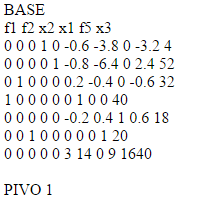 BASE
f1 f2 x2 x1 f5 x3
0 0 0 1 0 -0.6 -3.8 0 -3.2 4
0 0 0 0 1 -0.8 -6.4 0 2.4 52
0 1 0 0 0 0.2 -0.4 0 -0.6 32
1 0 0 0 0 0 1 0 0 40
0 0 0 0 0 -0.2 0.4 1 0.6 18
0 0 1 0 0 0 0 0 1 20
0 0 0 0 0 3 14 0 9 1640
PIVO 1